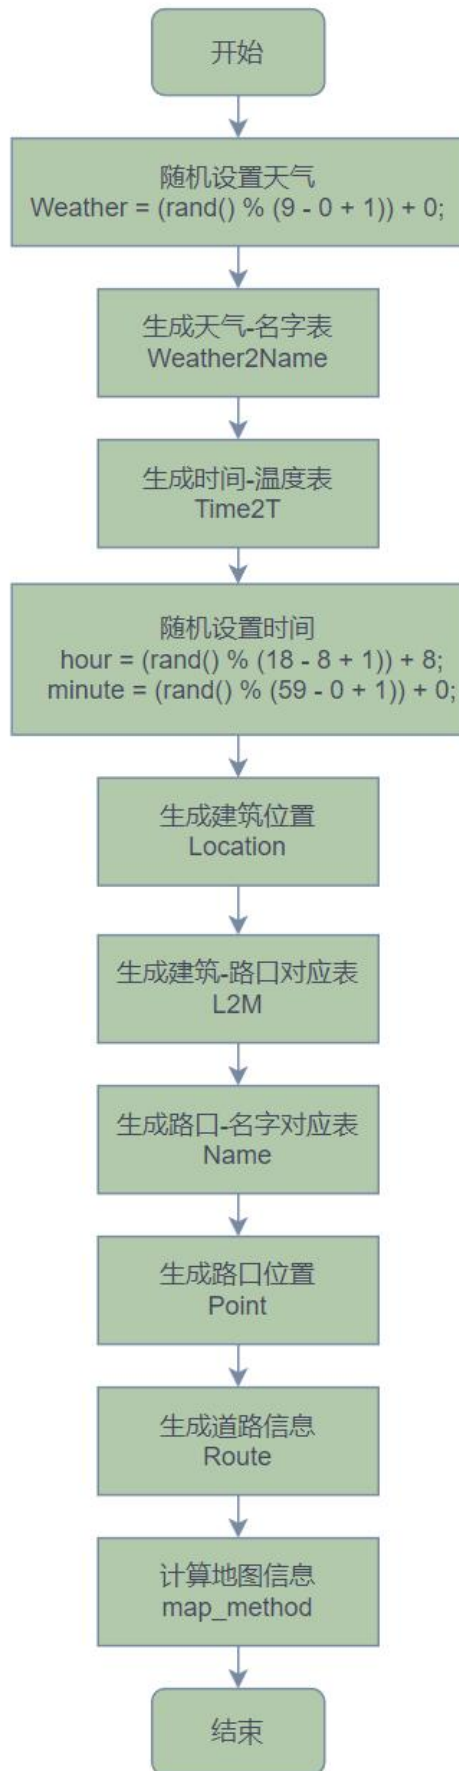 开始
随机设置天气
Weather = (rand() % (9 - 0 + 1)) + 0;
生成天气-名字表
Weather2Name
生成时间-温度表
Time2T
随机设置时间
hour = (rand() % (18 - 8 + 1)) + 8;
minute = (rand() % (59 - 0 + 1)) + 0;
生成建筑位置
Location
生成建筑-路口对应表
L2M
生成路口-名字对应表
Name
生成路口位置
Point
生成道路信息
Route
计算地图信息
map_method
结束